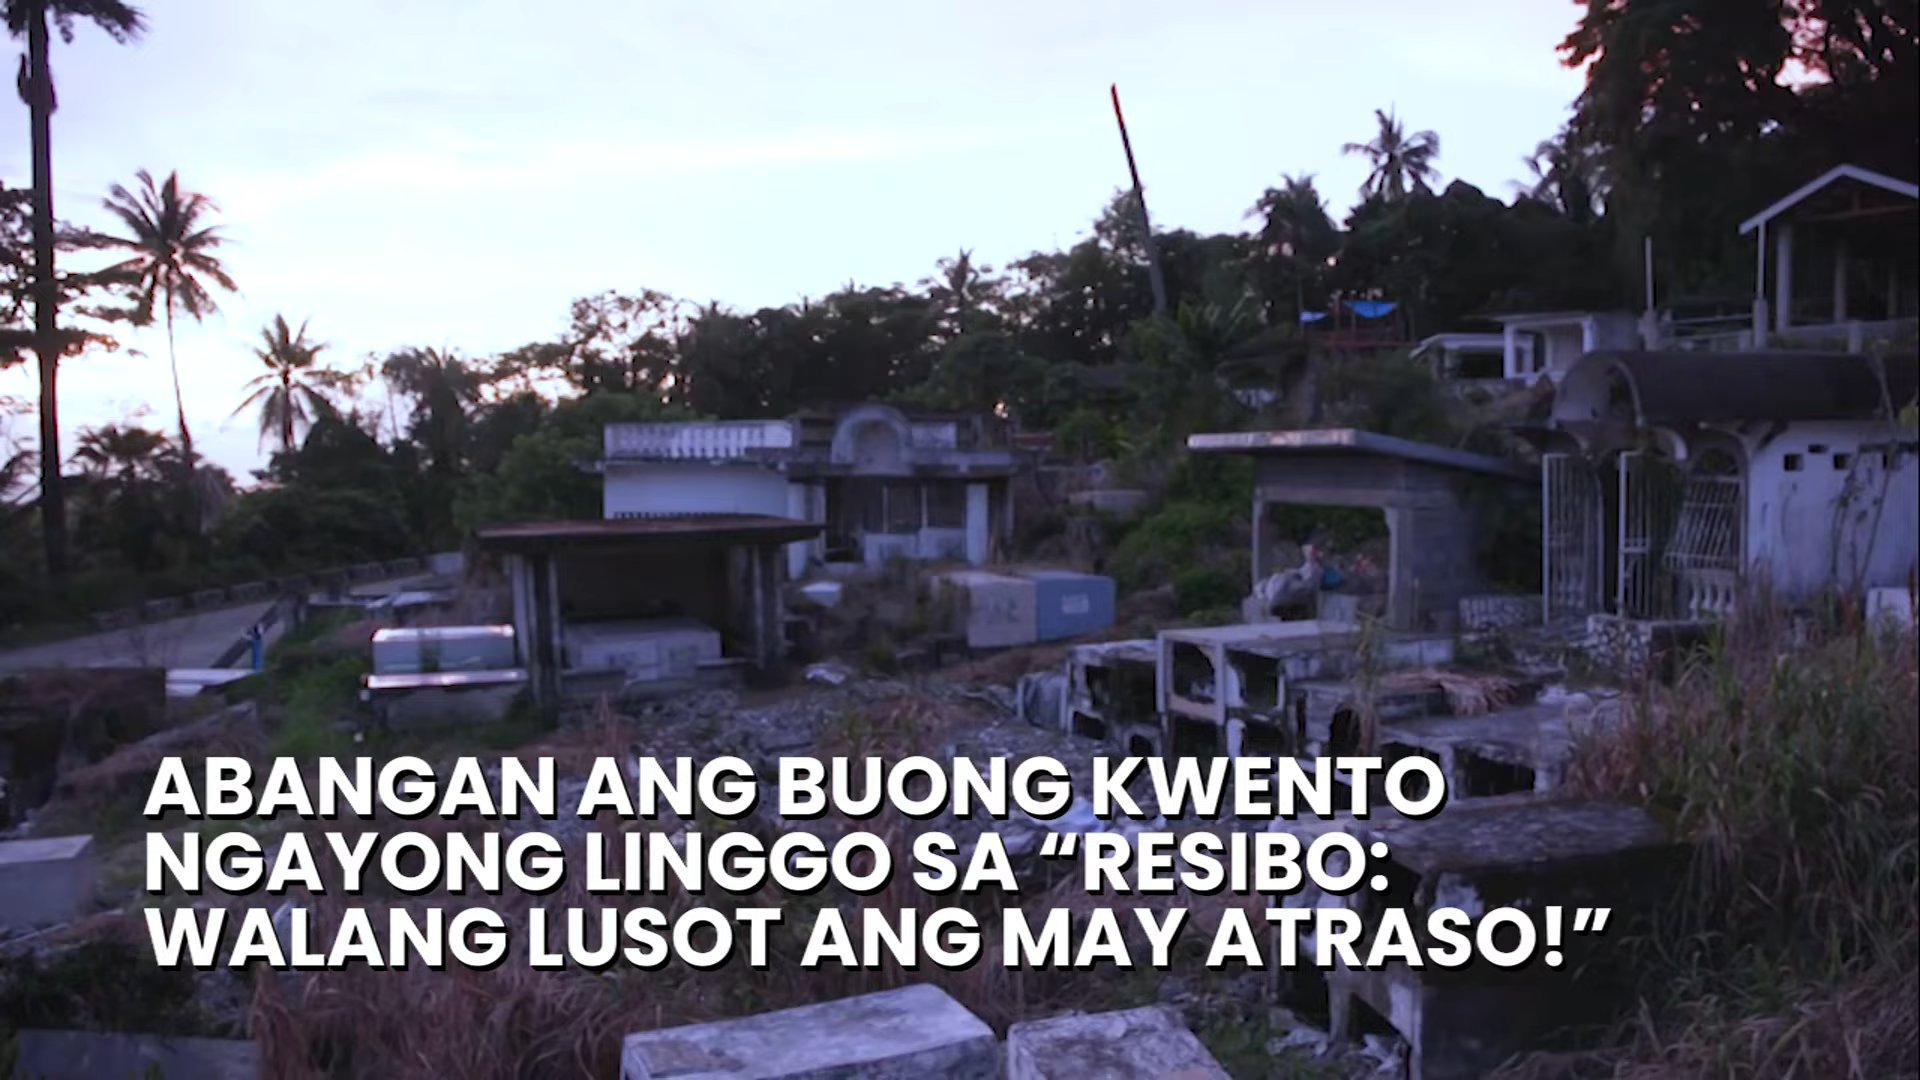 ABANGAN ANG BUONG KWENTO
NGAYONG LINGGO SA “RESIBO:
WALANG LUSOT ANG MAY ATRASO!”